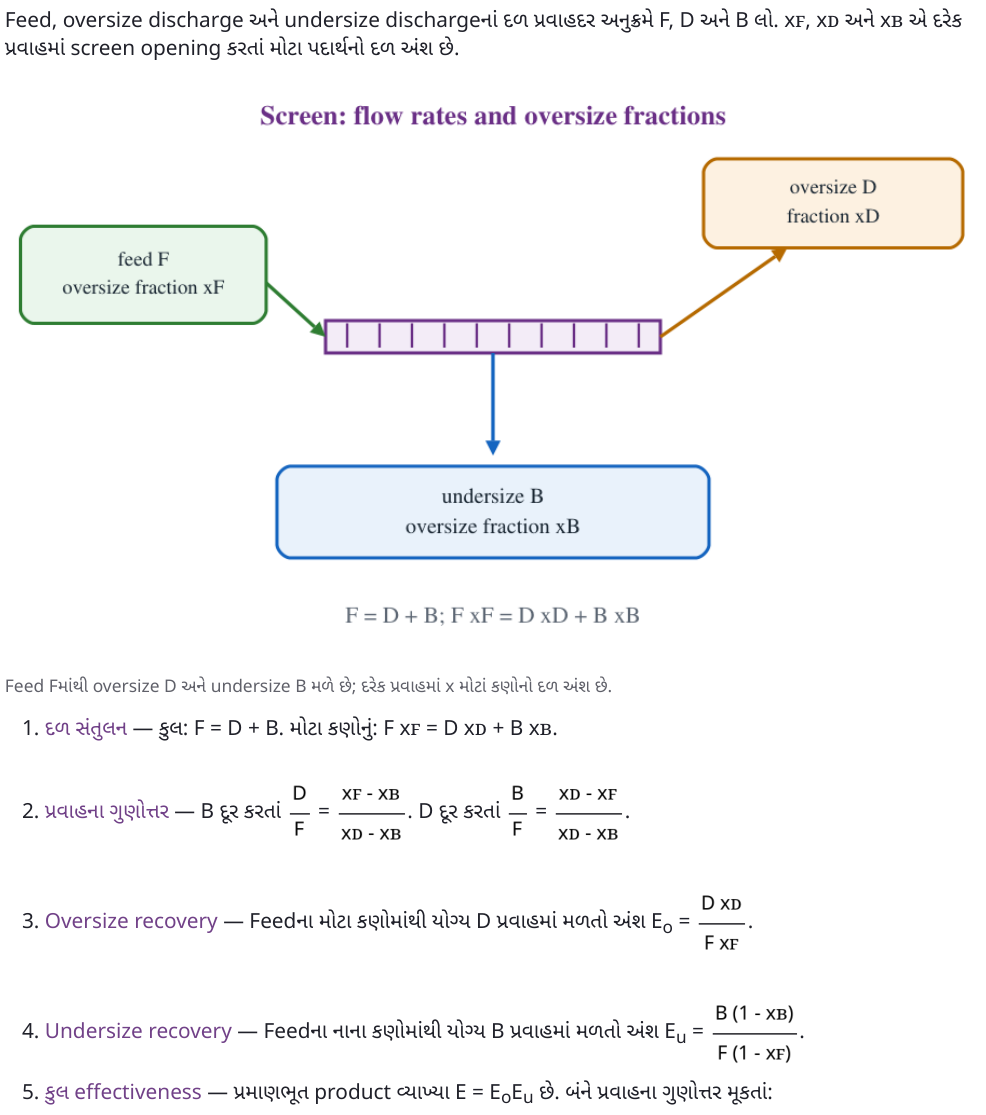 Feed, oversize discharge અને undersize dischargeનાં દળ પ્રવાહદર અનુક્રમે F, D અને B લો. xF, xD અને xB એ દરેક
પ્રવાહમાં screen opening કરતાં મોટા પદાર્થનો દળ અંશ છે.
Screen: flow rates and oversize fractions
oversize D
fraction xD
feed F
oversize fraction xF
undersize B
oversize fraction xB
F = D + B; F xF = D xD + B xB
Feed Fમાંથી oversize D અને undersize B મળે છે; દરેક પ્રવાહમાં x મોટાં કણોનો દળ અંશ છે.
1. દળ સંતુલન — કુલ: F = D + B. મોટા કણોનું: F xF = D xD + B xB.
2. પ્રવાહના ગુણોત્તર — B દૂર કરતાં D/F = (xF - xB)/(xD - xB). D દૂર કરતાં B/F = (xD - xF)/(xD - xB).
3. Oversize recovery — Feedના મોટા કણોમાંથી યોગ્ય D પ્રવાહમાં મળતો અંશ E₀ = D xD / F xF.
4. Undersize recovery — Feedના નાના કણોમાંથી યોગ્ય B પ્રવાહમાં મળતો અંશ Eᵤ = B (1 - xB) / F (1 - xF).
5. કુલ effectiveness — પ્રમાણભૂત product વ્યાખ્યા E = EₒEᵤ છે. બંને પ્રવાહના ગુણોત્તર મૂકતાં: